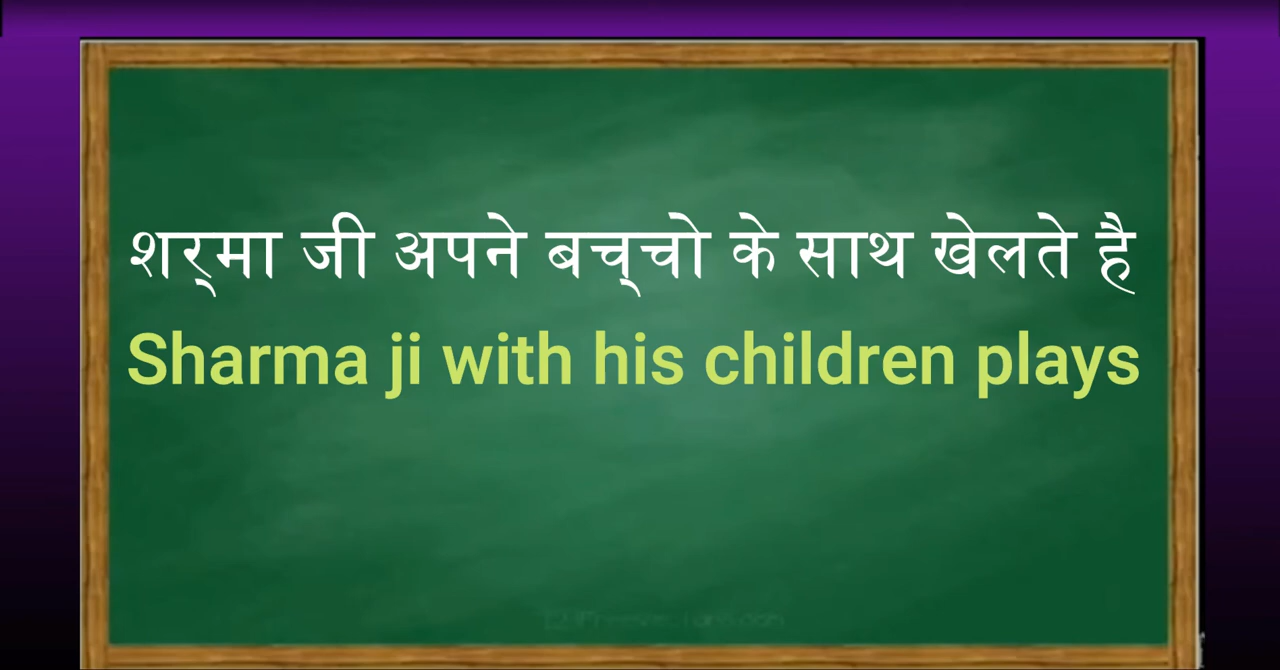 शर्‌मा जी अपने बच्‌चो के साथ खेलते है
Sharma ji with his children plays